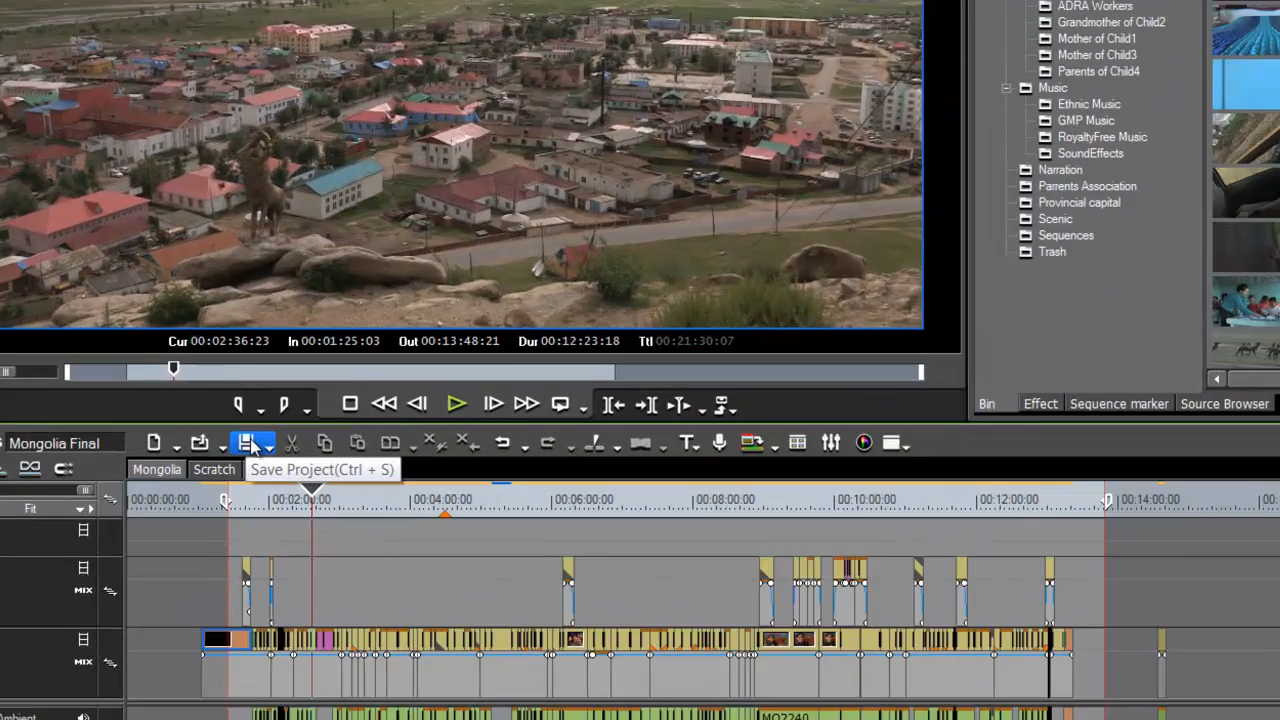 ADRA Workers
Grandmother of Child2
Mother of Child1
Mother of Child3
Parents of Child4
Music
Ethnic Music
GMP Music
RoyaltyFree Music
SoundEffects
Narration
Parrents Association
Provincial capital
Scenic
Sequences
Trash
Cur 00:02:36:23 In 00:01:25:03 Out 00:13:48:21 Dur 00:12:23:18 Ttl 00:21:30:07
Bin Effect Sequence marker Source Browser
Mongolia Final
Save Project(Ctrl + S)
Mongolia Scratch
00:00:00:00 00:02:00:00 00:04:00:00 00:06:00:00 00:08:00:00 00:10:00:00 00:12:00:00 00:14:00:00 00:
Fit
MIX
MIX
Ambient
MO2240